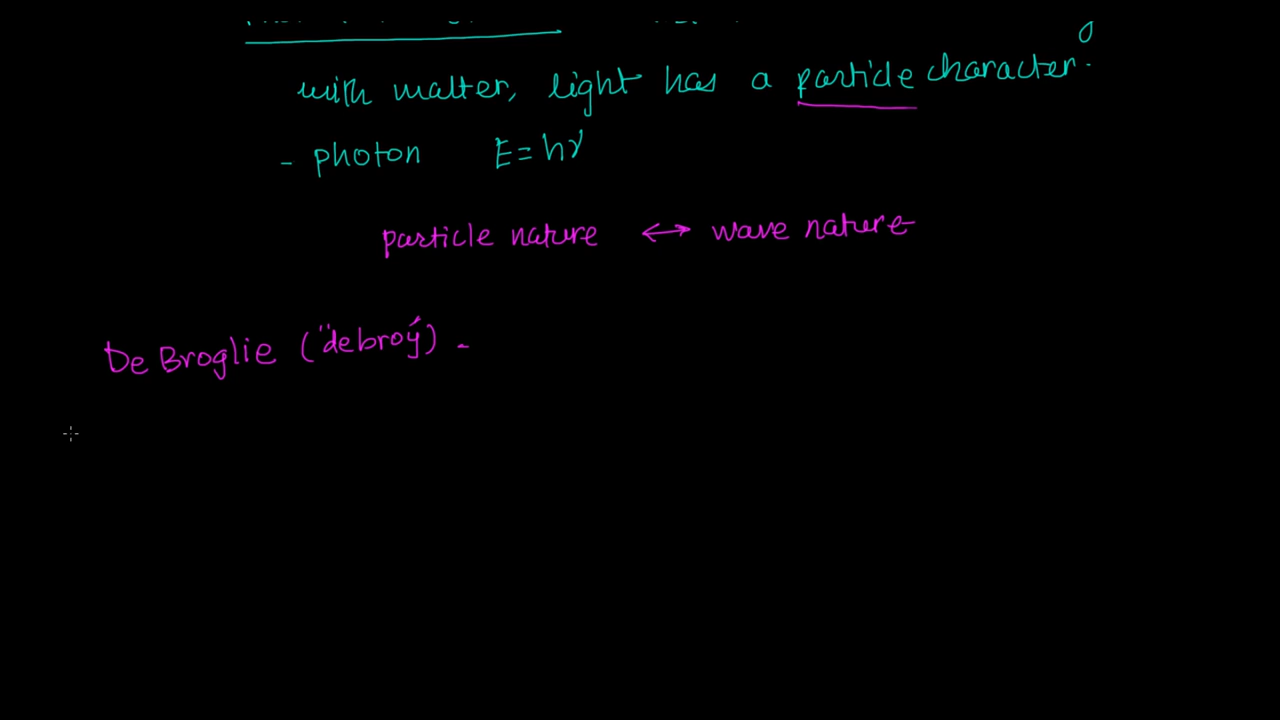 with matter, light has a particle character.
- photon E=hν
particle nature ↔ wave nature
De Broglie ("debroý) -